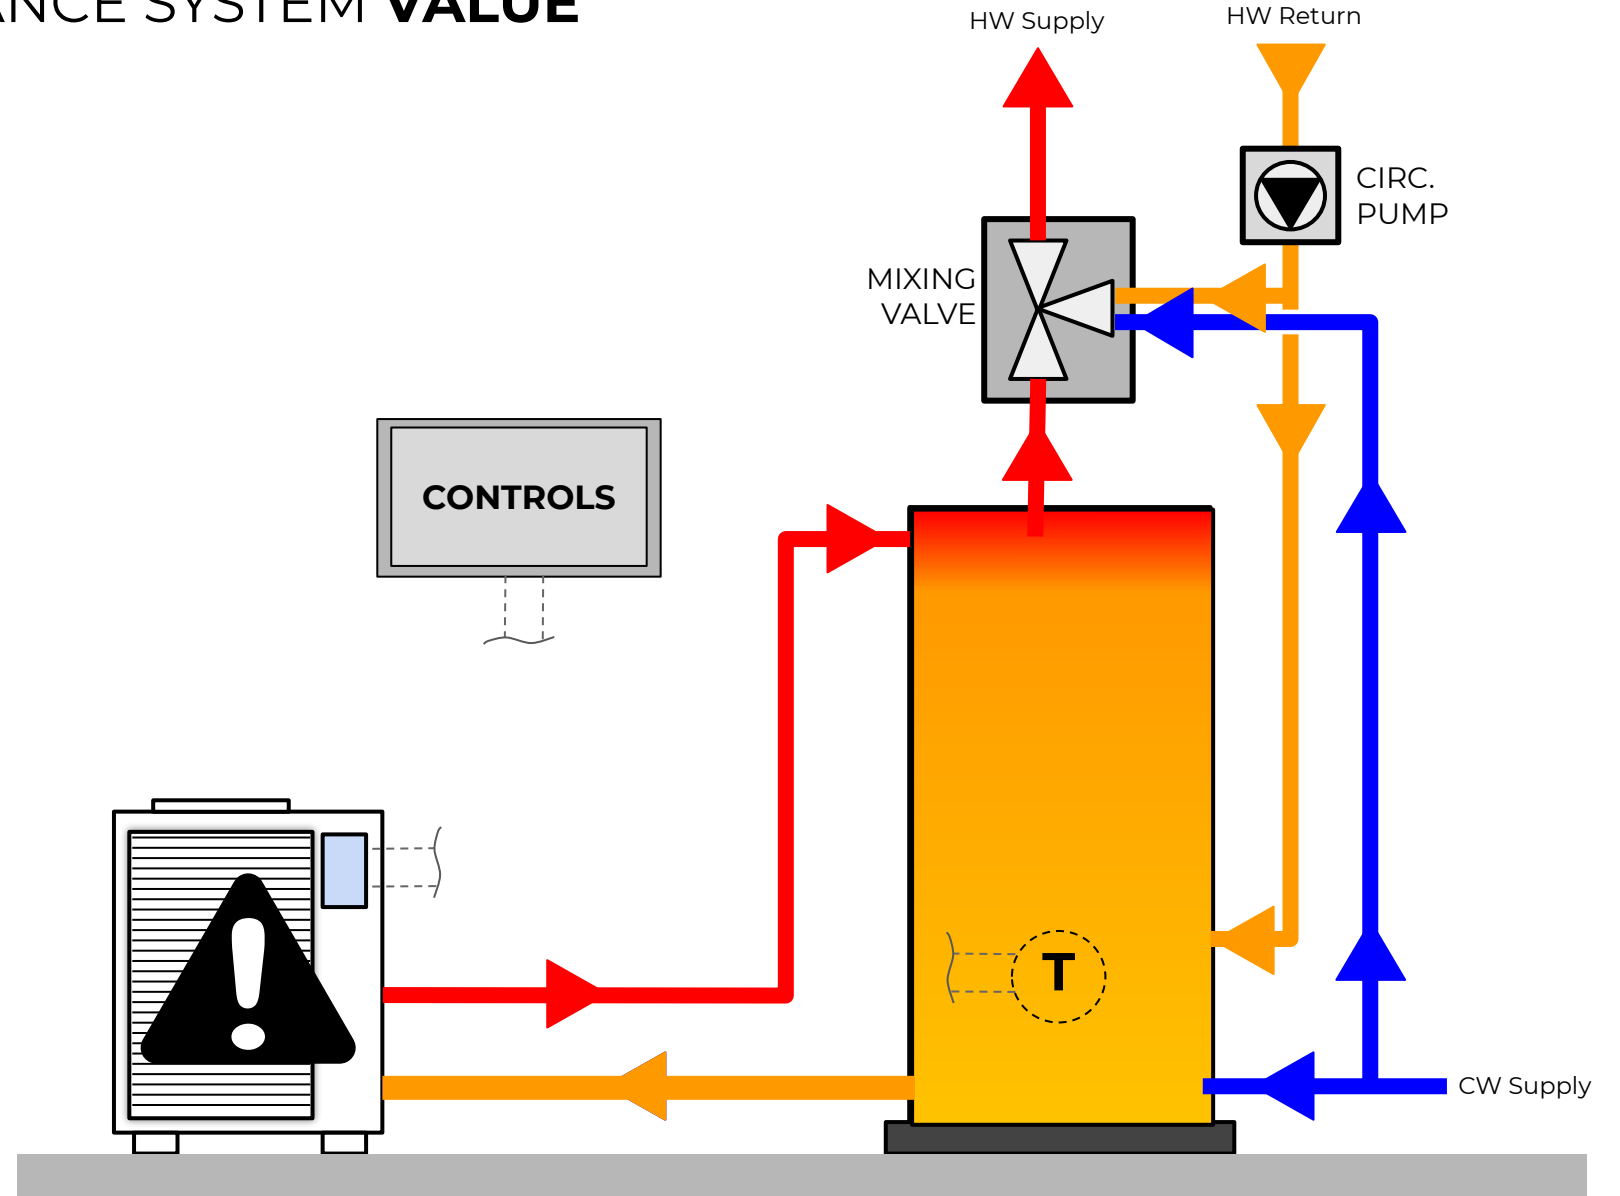 SYSTEM VALUE
HW Supply
HW Return
CIRC.
PUMP
MIXING
VALVE
CONTROLS
T
CW Supply